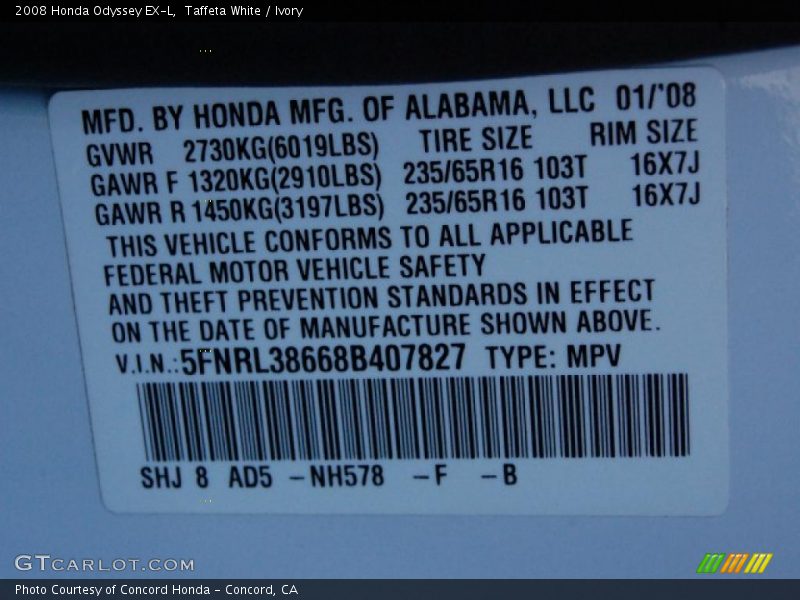 2008 Honda Odyssey EX-L, Taffeta White / Ivory
MFD. BY HONDA MFG. OF ALABAMA, LLC 01/'08
GVWR 2730KG(6019LBS) TIRE SIZE RIM SIZE
GAWR F 1320KG(2910LBS) 235/65R16 103T 16X7J
GAWR R 1450KG(3197LBS) 235/65R16 103T 16X7J
THIS VEHICLE CONFORMS TO ALL APPLICABLE
FEDERAL MOTOR VEHICLE SAFETY
AND THEFT PREVENTION STANDARDS IN EFFECT
ON THE DATE OF MANUFACTURE SHOWN ABOVE.
V.I.N.:5FNRL38668B407827 TYPE: MPV
SHJ 8 AD5 -NH578 -F -B
GTCARLOT.COM
Photo Courtesy of Concord Honda - Concord, CA